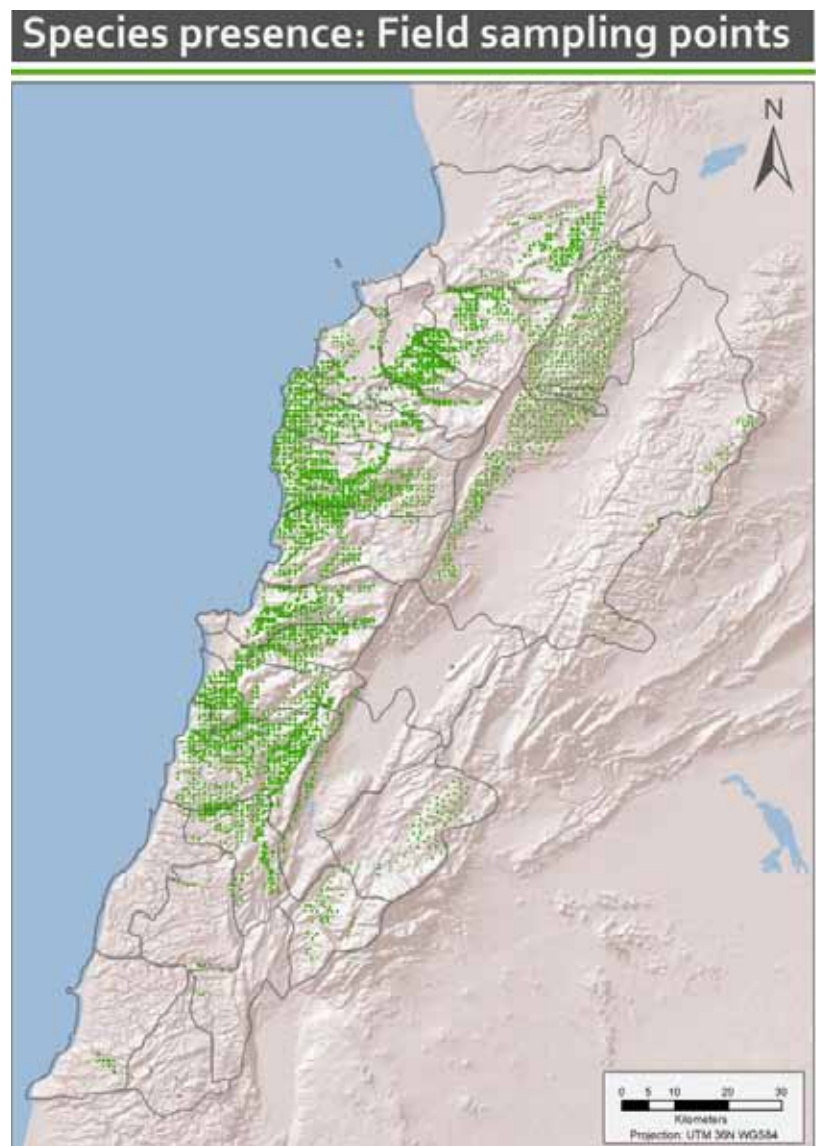 Species presence: Field sampling points
N
0 5 10 20 30
Kilometers
Projection: UTM 36N WGS84